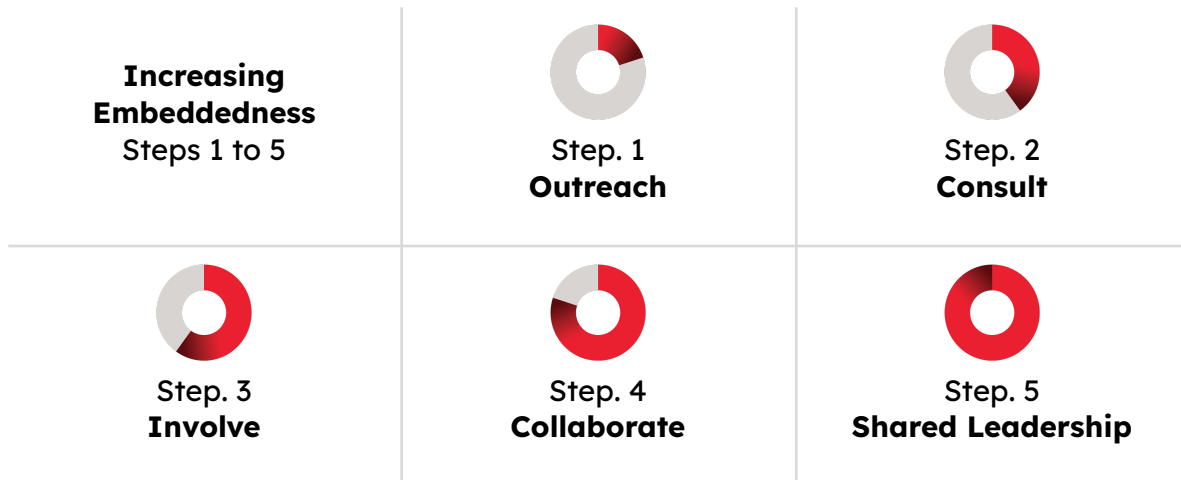 Increasing
Embeddedness
Steps 1 to 5
Step. 1
Outreach
Step. 2
Consult
Step. 3
Involve
Step. 4
Collaborate
Step. 5
Shared Leadership